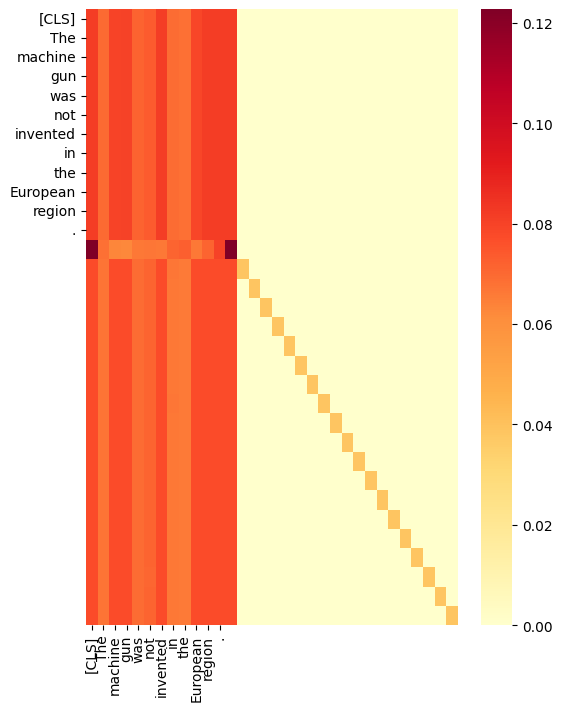 [CLS]
The
machine
gun
was
not
invented
in
the
European
region
.
0.12
0.10
0.08
0.06
0.04
0.02
0.00
[CLS]
The
machine
gun
was
not
invented
in
the
European
region
.